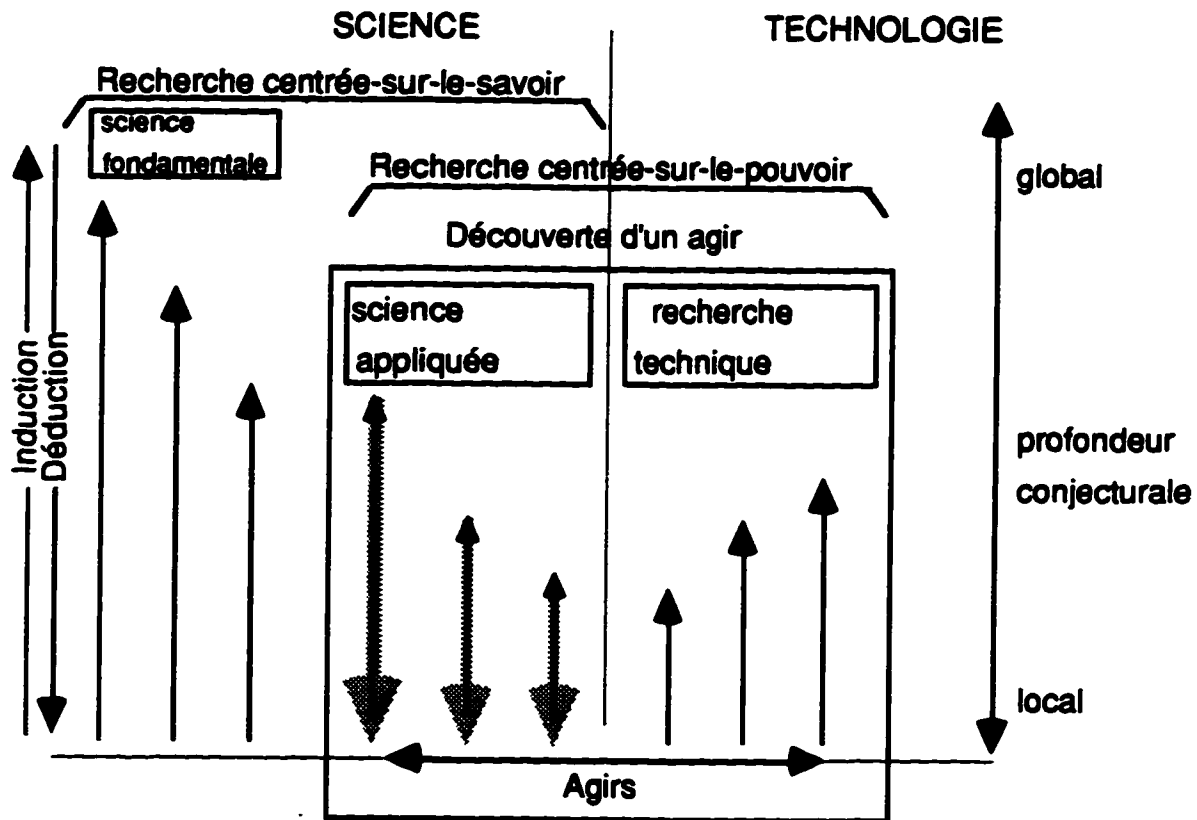 SCIENCE
TECHNOLOGIE
Recherche centrée-sur-le-savoir
science
fondamentale
Recherche centrée-sur-le-pouvoir
global
Découverte d'un agir
science
appliquée
recherche
technique
Induction
Déduction
profondeur
conjecturale
local
Agirs